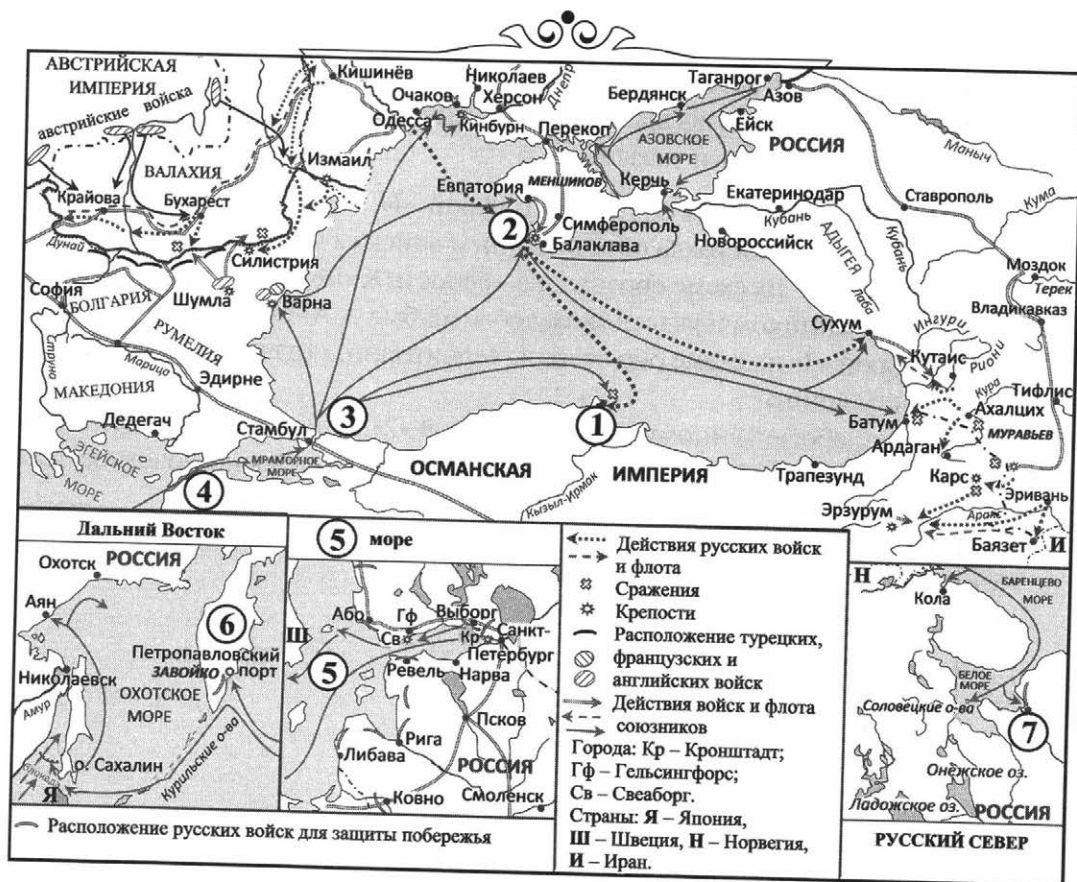 АВСТРИЙСКАЯ
ИМПЕРИЯ
австрийские войска
Кишинёв
Николаев
Днепр
Очаков
Херсон
Одесса
Кинбурн
Перекоп
Таганрог
Азов
Бердянск
Ейск
РОССИЯ
АЗОВСКОЕ
МОРЕ
Маныч
ВАЛАХИЯ
Измаил
Крайова
Бухарест
Дунай
Силистрия
Евпатория
МЕНШИКОВ
Керчь
2
Симферополь
Балаклава
Екатеринодар
Кубань
Новороссийск
АДЫГЕЯ
Кубань
Лаба
Ставрополь
Кума
Моздок
Терек
Владикавказ
София
БОЛГАРИЯ
Шумла
Варна
РУМЕЛИЯ
Марица
МАКЕДОНИЯ
Эдирне
Дедегач
Стамбул
3
ЭГЕЙСКОЕ
МОРЕ
МРАМОРНОЕ
МОРЕ
4
Сухум
Ингури
Кутаис
Риони
Кура
Тифлис
Ахалцих
МУРАВЬЕВ
Батум
Ардаган
1
ОСМАНСКАЯ
ИМПЕРИЯ
Кызыл-Ирмак
Трапезунд
Карс
Эрзурум
Аракс
Эривань
Баязет
И
Дальний Восток
РОССИЯ
Охотск
Аян
6
Петропавловский
порт
ЗАВОЙКО
Николаевск
Амур
ОХОТСКОЕ
МОРЕ
Курильские о-ва
о. Сахалин
Я
5 море
Або
Гф
Выборг
Св
Кр
Санкт-
Петербург
Ш
5
Ревель
Нарва
Псков
Рига
Либава
РОССИЯ
Ковно
Смоленск
Расположение русских войск для защиты побережья
Действия русских войск
и флота
Сражения
Крепости
Расположение турецких,
французских и
английских войск
Действия войск и флота
союзников
Города: Кр – Кронштадт;
Гф – Гельсингфорс;
Св – Свеаборг.
Страны: Я – Япония,
Ш – Швеция, Н – Норвегия,
И – Иран.
Н
Кола
БАРЕНЦЕВО
МОРЕ
БЕЛОЕ
МОРЕ
Соловецкие о-ва
7
Онежское оз.
Ладожское оз.
РОССИЯ
РУССКИЙ СЕВЕР